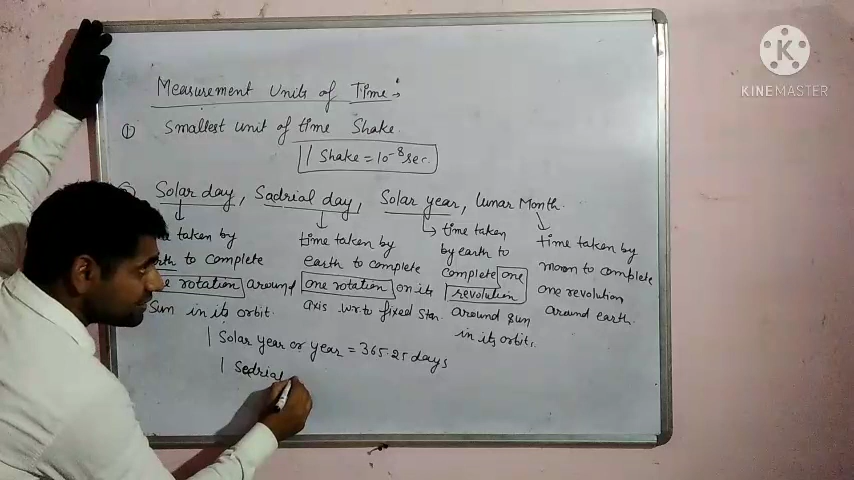 Measurement Units of Time:
① Smallest unit of time Shake.
1 Shake = 10⁻⁸ sec.
Solar day, Sadrial day, Solar year, Lunar Month.
taken by
to complete
rotation around
Sun in its orbit.
time taken by
earth to complete
one rotation on its
axis w.r.to fixed star.
time taken
by earth to
complete one
revolution
around sun
in its orbit.
time taken by
moon to complete
one revolution
around earth.
1 Solar year or year = 365.25 days
1 Sadrial
K
KINEMASTER